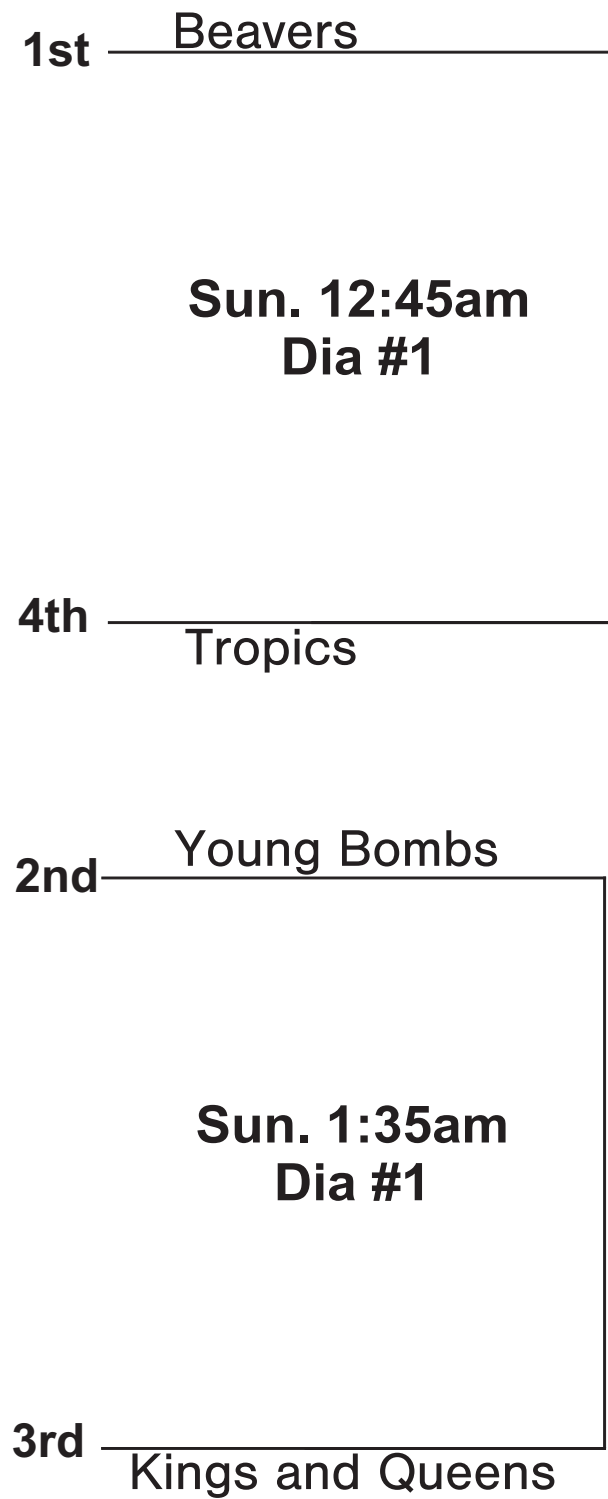 1st Beavers
Sun. 12:45am
Dia #1
4th
Tropics
Young Bombs
2nd
Sun. 1:35am
Dia #1
3rd
Kings and Queens